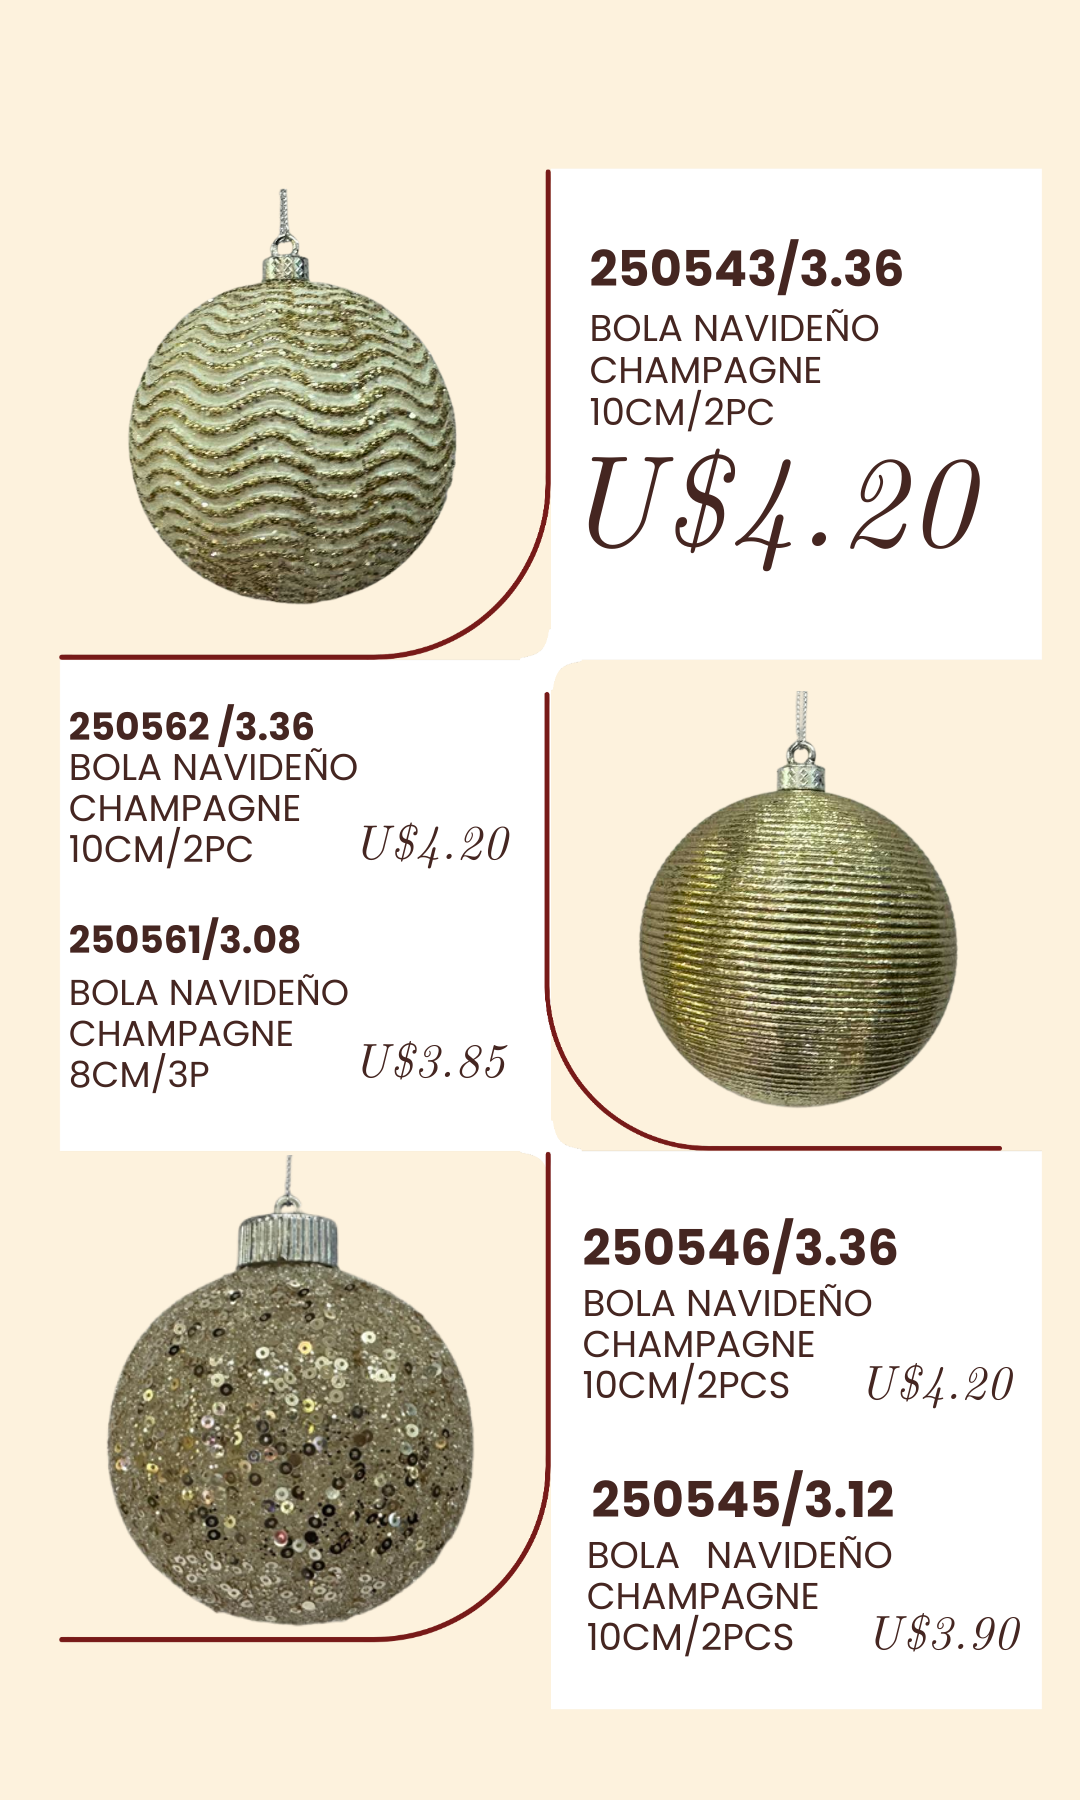 250543/3.36
BOLA NAVIDEÑO
CHAMPAGNE
10CM/2PC
U$4.20
250562 /3.36
BOLA NAVIDEÑO
CHAMPAGNE
10CM/2PC
U$4.20
250561/3.08
BOLA NAVIDEÑO
CHAMPAGNE
8CM/3P
U$3.85
250546/3.36
BOLA NAVIDEÑO
CHAMPAGNE
10CM/2PCS
U$4.20
250545/3.12
BOLA NAVIDEÑO
CHAMPAGNE
10CM/2PCS
U$3.90